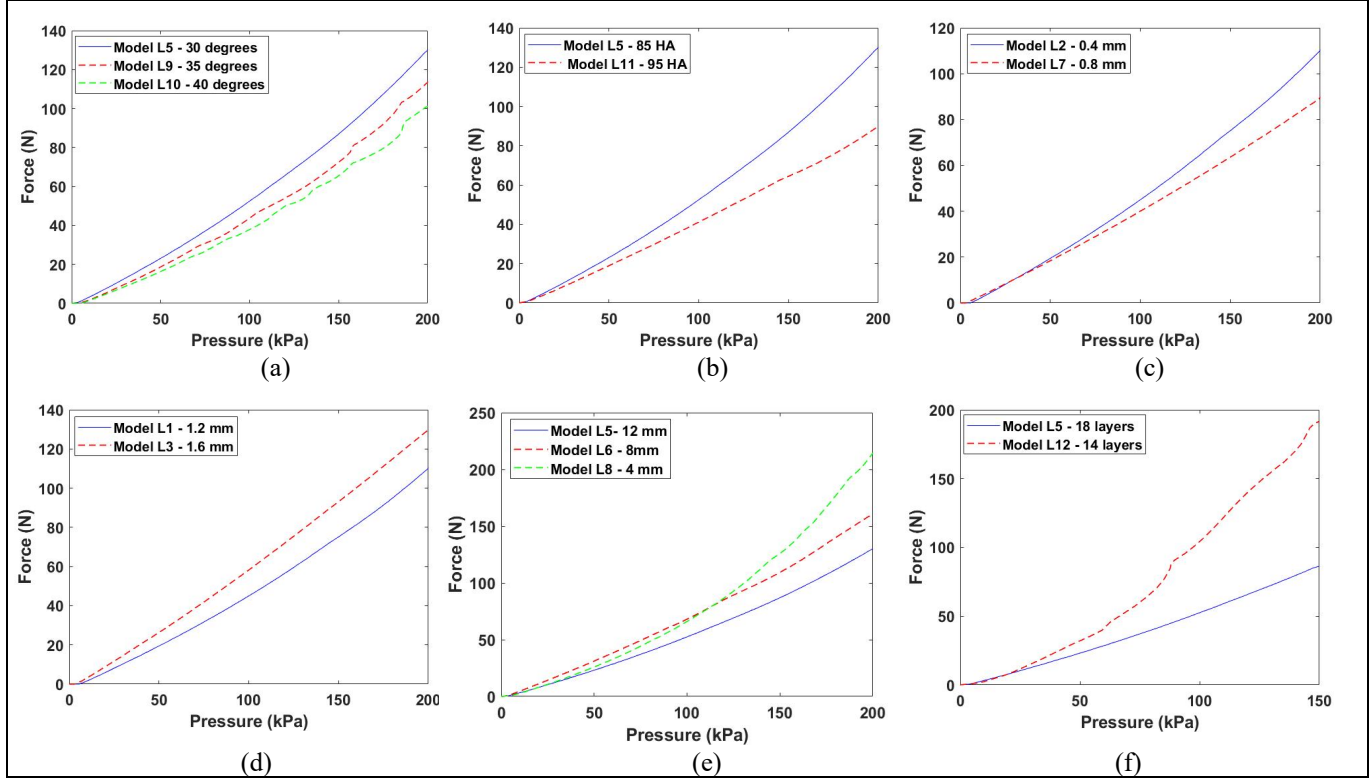 140
120
100
80
60
40
20
0
Force (N)
Model L5 - 30 degrees
Model L9 - 35 degrees
Model L10 - 40 degrees
0 50 100 150 200
Pressure (kPa)
(a)
140
120
100
80
60
40
20
0
Force (N)
Model L5 - 85 HA
Model L11 - 95 HA
0 50 100 150 200
Pressure (kPa)
(b)
120
100
80
60
40
20
0
Force (N)
Model L2 - 0.4 mm
Model L7 - 0.8 mm
0 50 100 150 200
Pressure (kPa)
(c)
140
120
100
80
60
40
20
0
Force (N)
Model L1 - 1.2 mm
Model L3 - 1.6 mm
0 50 100 150 200
Pressure (kPa)
(d)
250
200
150
100
50
0
Force (N)
Model L5- 12 mm
Model L6 - 8mm
Model L8 - 4 mm
0 50 100 150 200
Pressure (kPa)
(e)
200
150
100
50
0
Force (N)
Model L5 - 18 layers
Model L12 - 14 layers
0 50 100 150
Pressure (kPa)
(f)